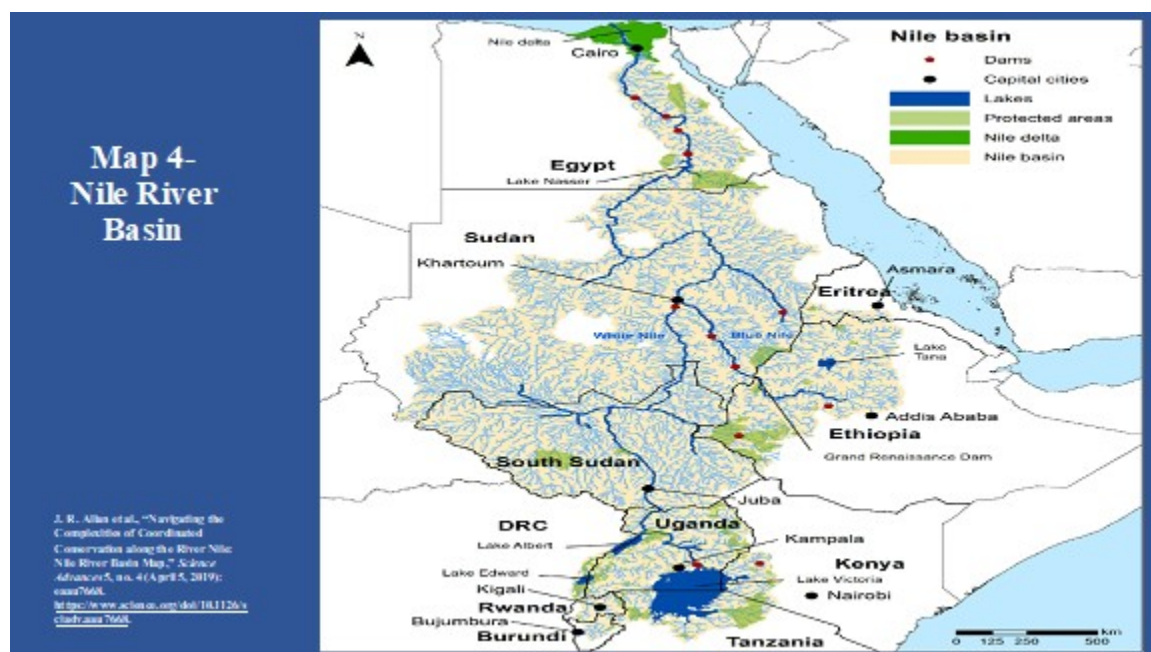 Map 4-
Nile River
Basin
J. R. Allan et al., “Navigating the
Complexities of Coordinated
Conservation along the River Nile:
Nile River Basin Map,” Science
Advances 5, no. 4 (April 5, 2019):
eaau7668.
https://www.science.org/doi/10.1126/s
ciadv.aau7668.
N
Nile delta
Cairo
Nile basin
Dams
Capital cities
Lakes
Protected areas
Nile delta
Nile basin
Egypt
Lake Nasser
Sudan
Khartoum
Asmara
Eritrea
White Nile
Blue Nile
Lake
Tana
Addis Ababa
Ethiopia
Grand Renaissance Dam
South Sudan
Juba
DRC
Uganda
Lake Albert
Kampala
Kenya
Lake Edward
Lake Victoria
Kigali
Nairobi
Rwanda
Bujumbura
Burundi
Tanzania
km
0 125 250 500